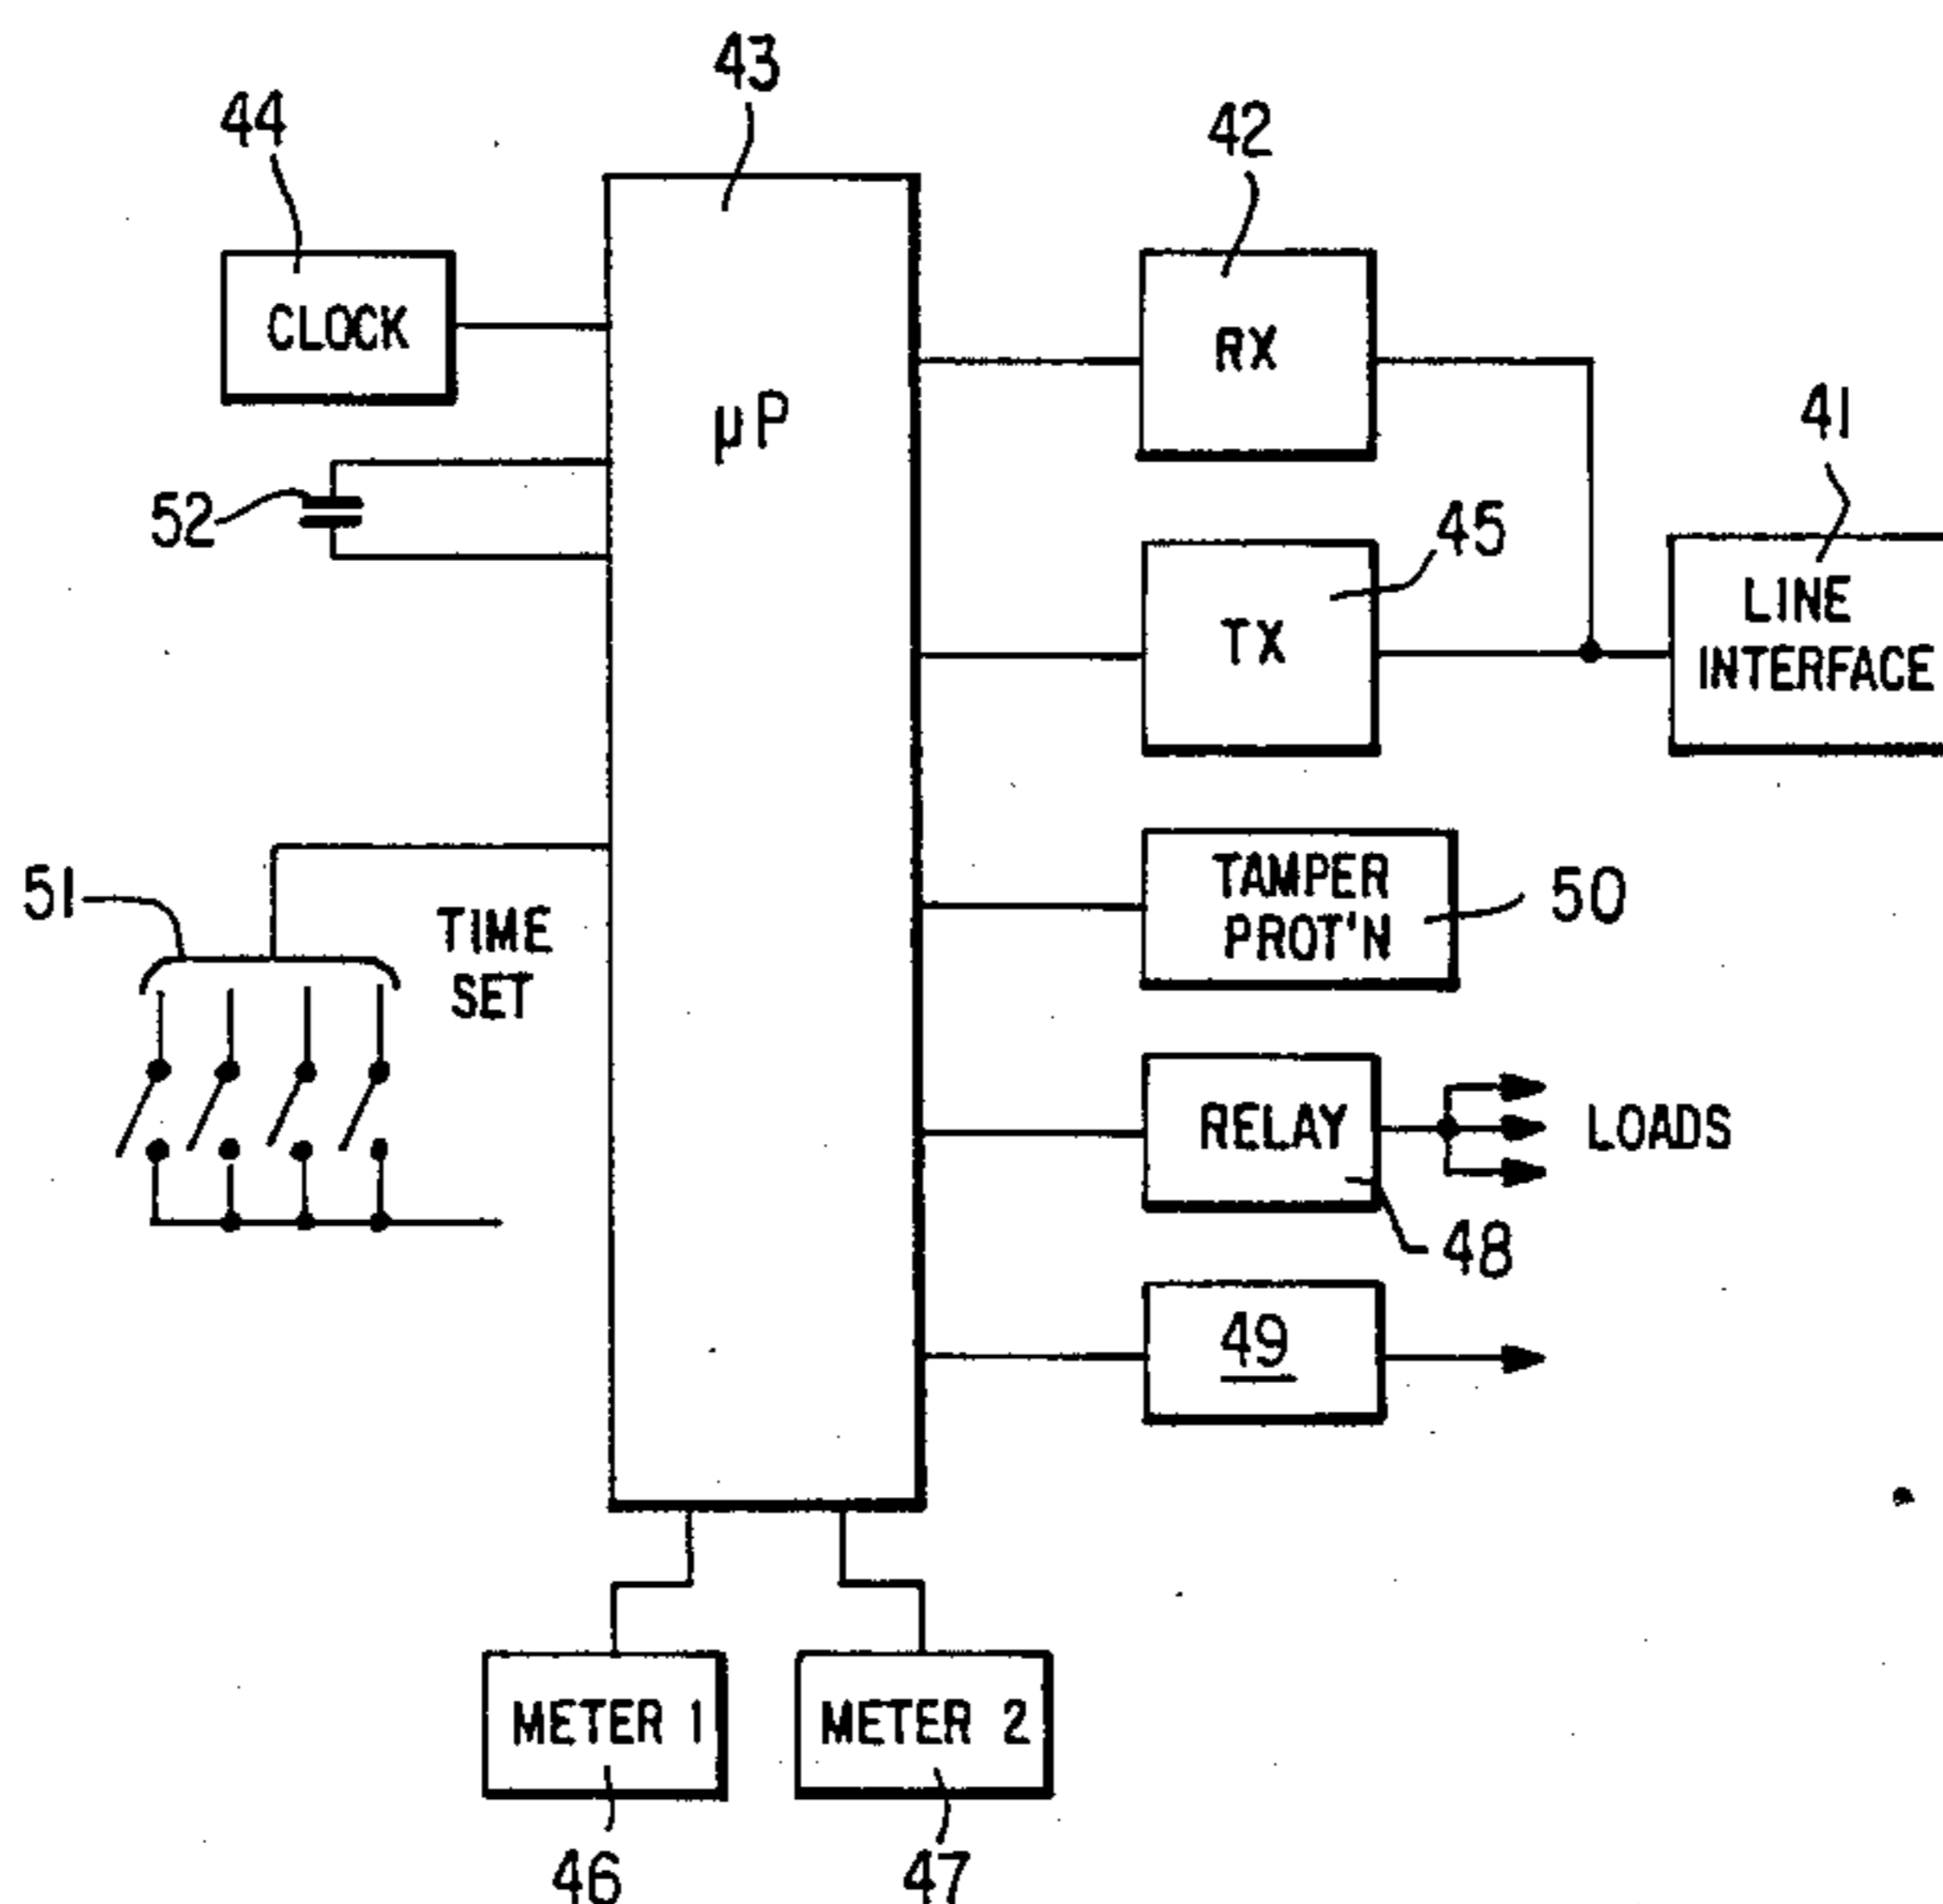 43
44
42
CLOCK
RX
µP
41
52
45
LINE
INTERFACE
TX
51
TIME
SET
TAMPER
PROT'N
50
RELAY
LOADS
48
49
METER 1
METER 2
46
47